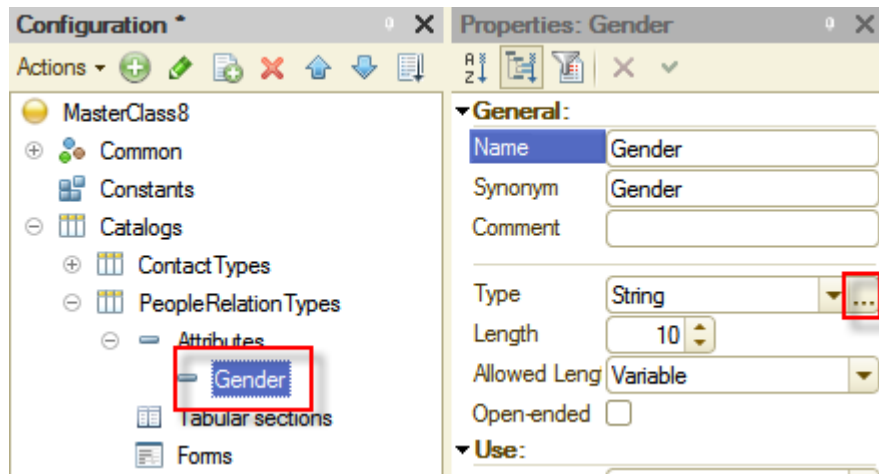 Configuration *
Actions
MasterClass8
Common
Constants
Catalogs
ContactTypes
PeopleRelationTypes
Attributes
Gender
Tabular sections
Forms
Properties: Gender
A
Z
General:
Name Gender
Synonym Gender
Comment
Type String ...
Length 10
Allowed Leng Variable
Open-ended
Use: